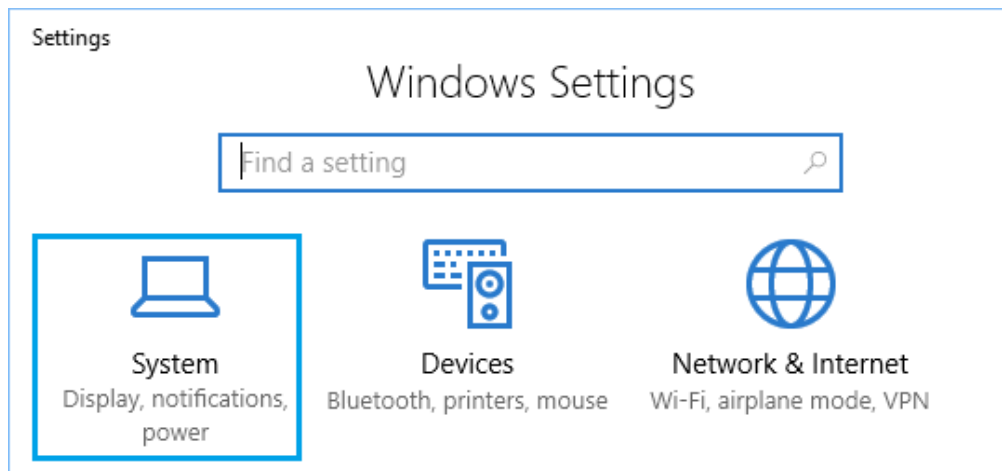 Settings
Windows Settings
Find a setting
System
Display, notifications,
power
Devices
Bluetooth, printers, mouse
Network & Internet
Wi-Fi, airplane mode, VPN